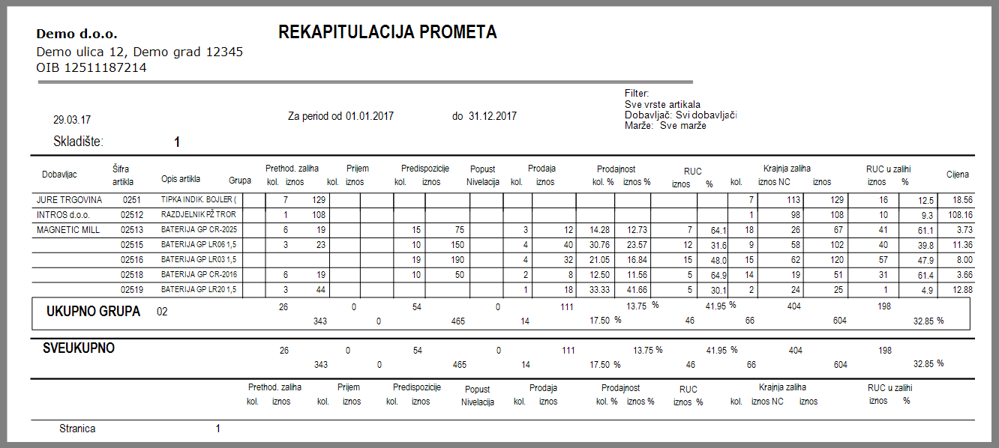 Demo d.o.o.
REKAPITULACIJA PROMETA
Demo ulica 12, Demo grad 12345
OIB 12511187214
Filter:
Sve vrste artikala
29.03.17 Za period od 01.01.2017 do 31.12.2017 Dobavljač: Svi dobavljači
Marže: Sve marže
Skladište: 1
Dobavljac Šifra artikla Opis artikla Grupa Prethod. zaliha Prijem Predispozicije Popust Nivelacija Prodaja Prodajnost RUC Krajnja zaliha RUC u zalihi Cijena
kol. iznos kol. iznos kol. iznos kol. iznos kol. % iznos % iznos % kol. iznos NC iznos iznos %
JURE TRGOVINA 0251 TIPKA INDIK. BOJLER ( 7 129 7 113 129 16 12.5 18.56
INTROS d.o.o. 02512 RAZDJELNIK PŽ TROR 1 108 1 98 108 10 9.3 108.16
MAGNETIC MILL 02513 BATERIJA GP CR-2025 6 19 15 75 3 12 14.28 12.73 7 64.1 18 26 67 41 61.1 3.73
02515 BATERIJA GP LR06 1,5 3 23 10 150 4 40 30.76 23.57 12 31.6 9 58 102 40 39.8 11.36
02516 BATERIJA GP LR03 1,5 19 190 4 32 21.05 16.84 15 48.0 15 62 120 57 47.9 8.00
02518 BATERIJA GP CR-2016 6 19 10 50 2 8 12.50 11.56 5 64.9 14 19 51 31 61.4 3.66
02519 BATERIJA GP LR20 1,5 3 44 1 18 33.33 41.66 5 30.1 2 24 25 1 4.9 12.88
UKUPNO GRUPA 02 26 0 54 0 111 13.75 % 41.95 % 404 198
343 0 465 14 17.50 % 46 66 604 32.85 %
SVEUKUPNO 26 0 54 0 111 13.75 % 41.95 % 404 198
343 0 465 14 17.50 % 46 66 604 32.85 %
Prethod. zaliha Prijem Predispozicije Popust Nivelacija Prodaja Prodajnost RUC Krajnja zaliha RUC u zalihi
kol. iznos kol. iznos kol. iznos kol. iznos kol. % iznos % iznos % kol. iznos NC iznos iznos %
Stranica 1